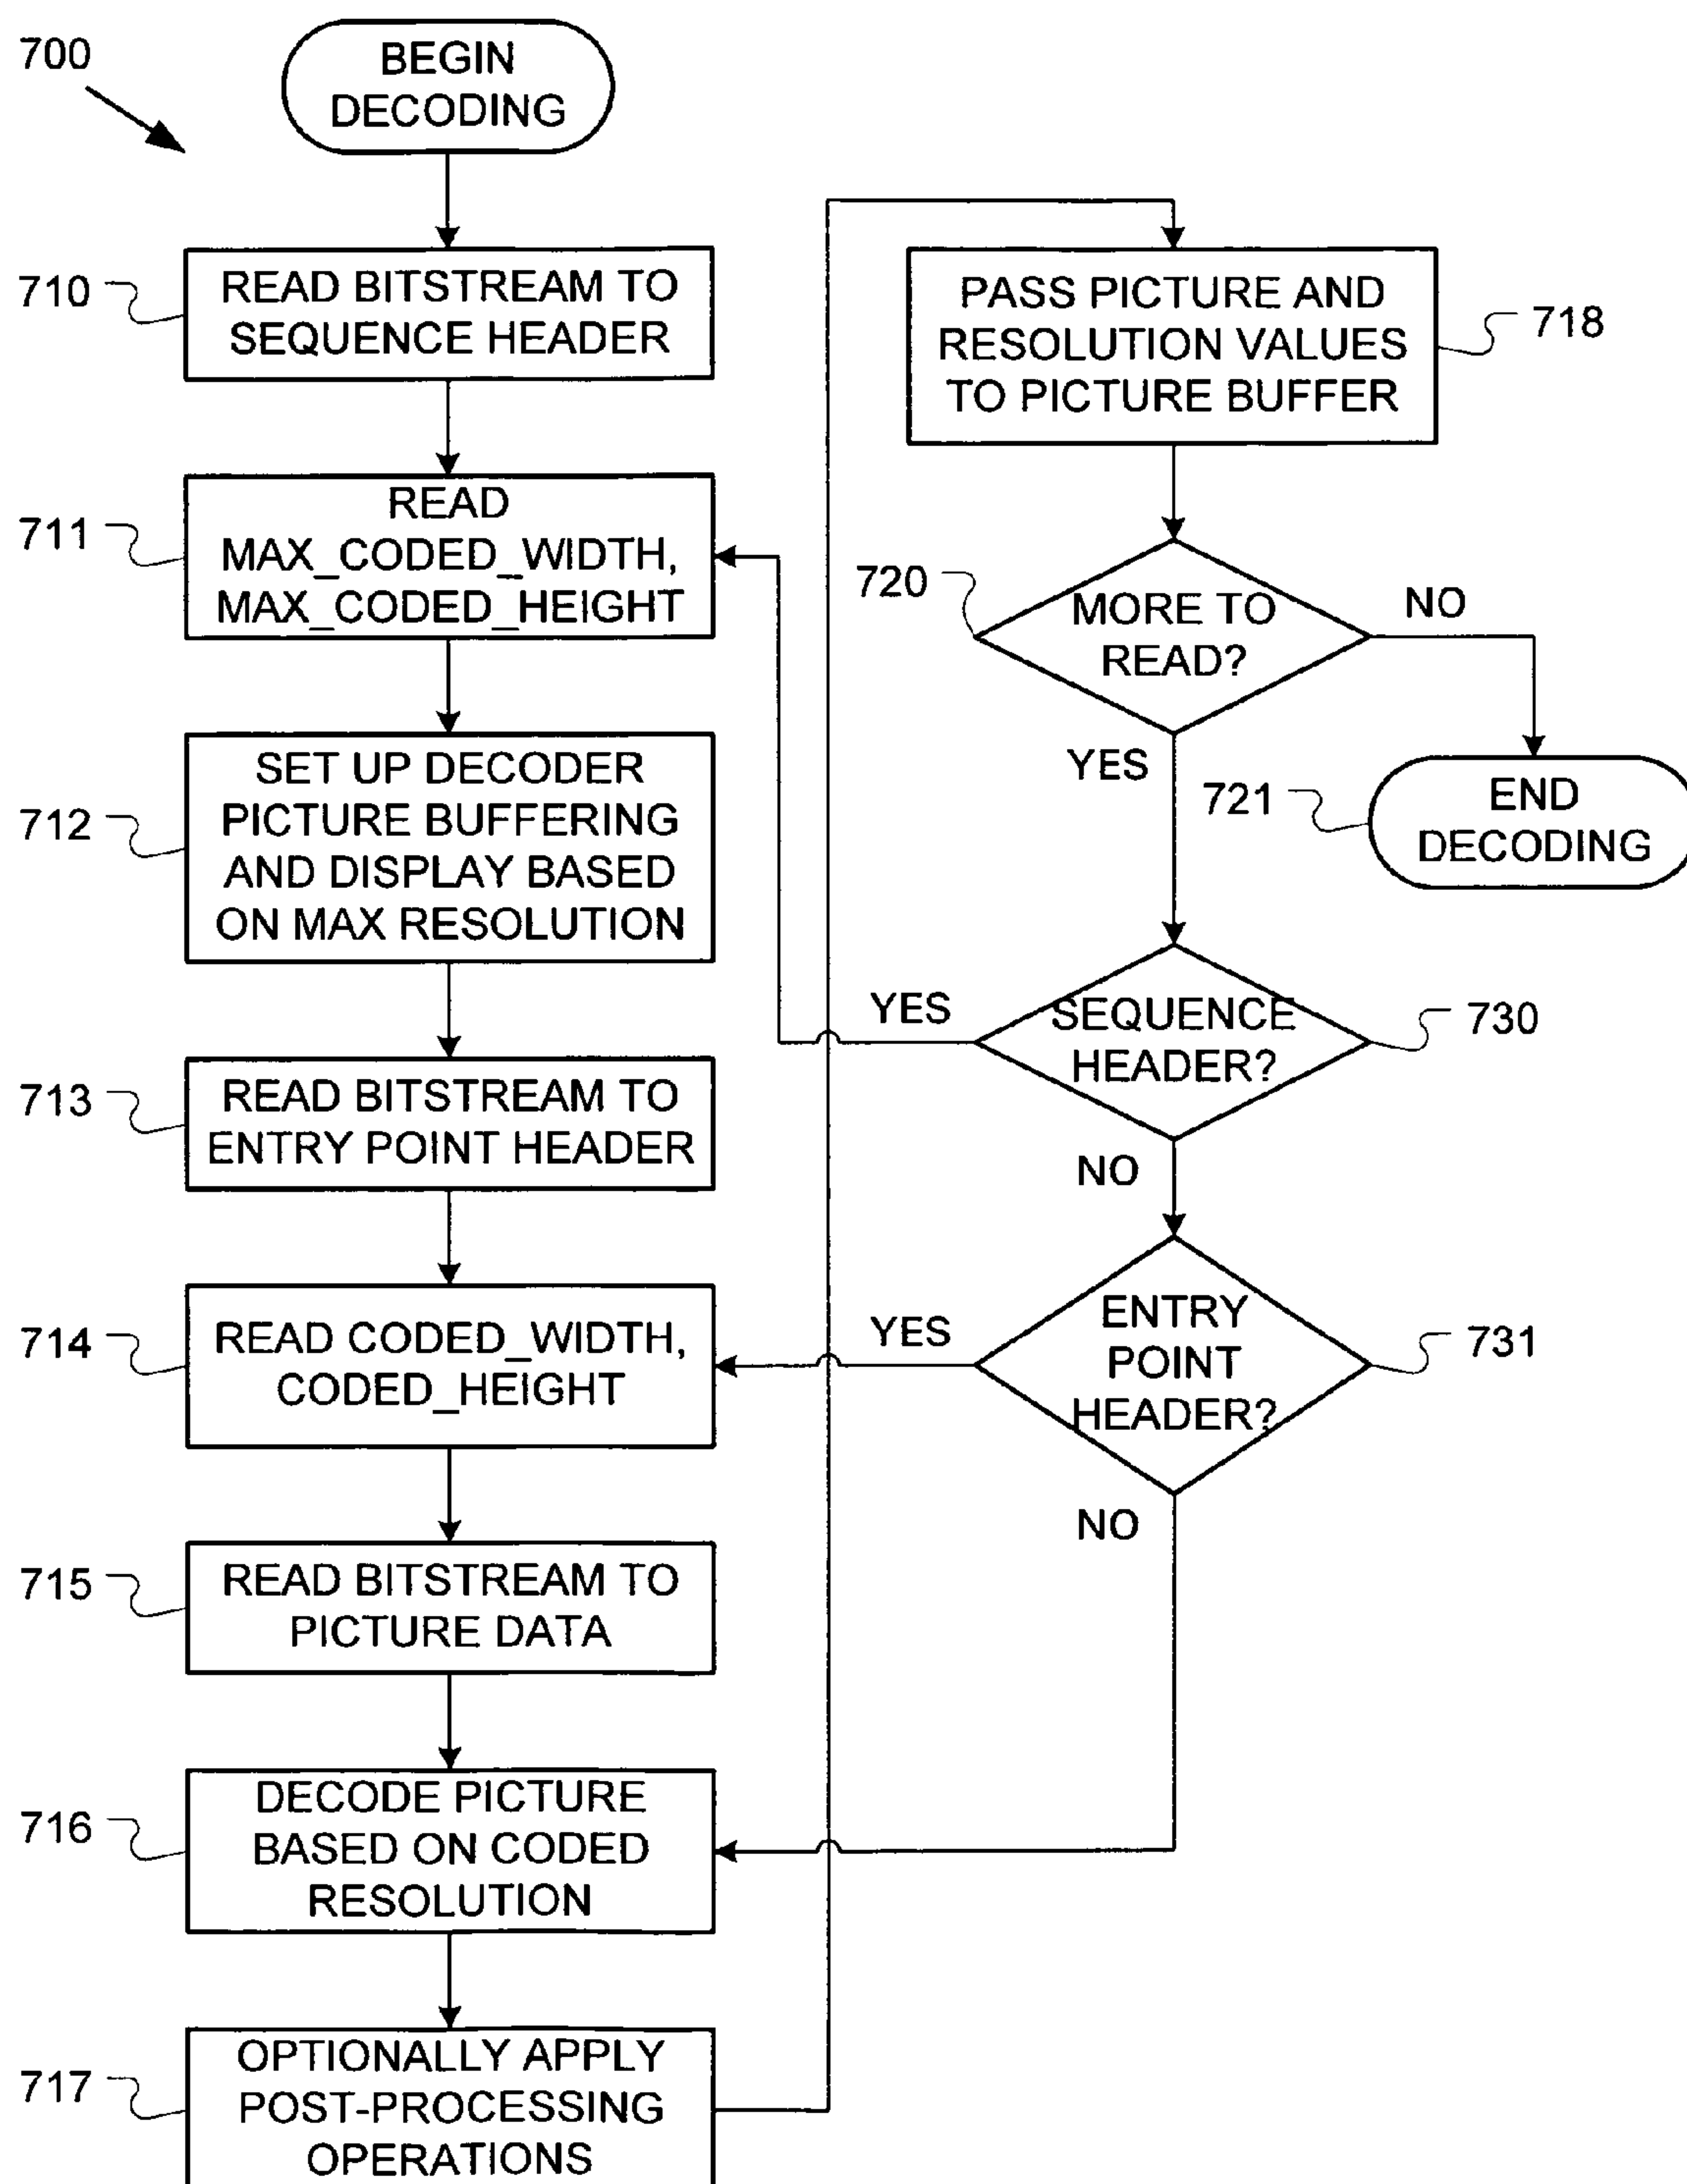 700
BEGIN
DECODING
710
READ BITSTREAM TO
SEQUENCE HEADER
711
READ
MAX_CODED_WIDTH,
MAX_CODED_HEIGHT
712
SET UP DECODER
PICTURE BUFFERING
AND DISPLAY BASED
ON MAX RESOLUTION
713
READ BITSTREAM TO
ENTRY POINT HEADER
714
READ CODED_WIDTH,
CODED_HEIGHT
715
READ BITSTREAM TO
PICTURE DATA
716
DECODE PICTURE
BASED ON CODED
RESOLUTION
717
OPTIONALLY APPLY
POST-PROCESSING
OPERATIONS
PASS PICTURE AND
RESOLUTION VALUES
TO PICTURE BUFFER
718
720
MORE TO
READ?
NO
YES
721
END
DECODING
YES
SEQUENCE
HEADER?
730
NO
YES
ENTRY
POINT
HEADER?
731
NO